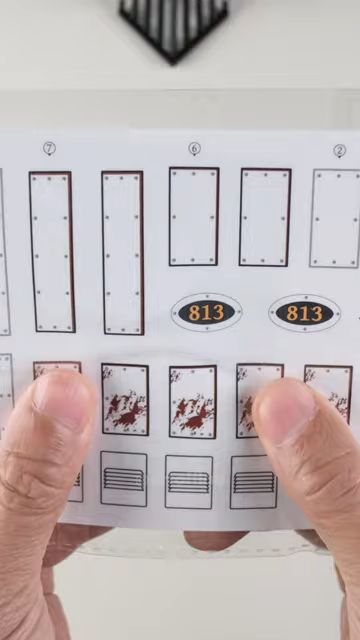 ⑦ ⑥ ②
813 813